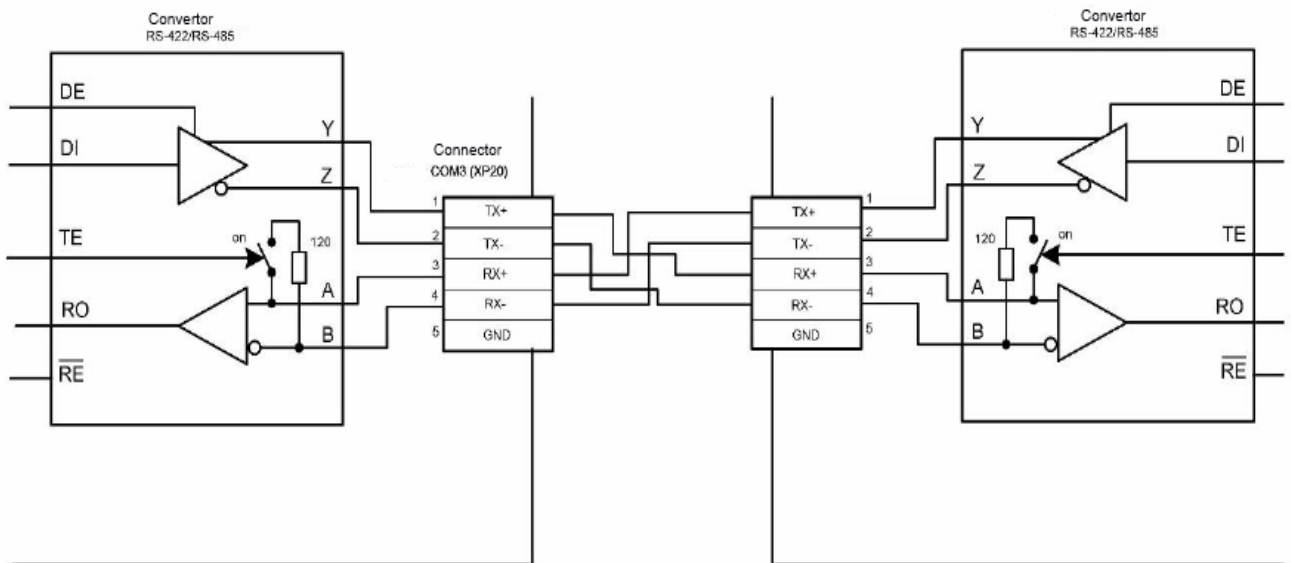 Convertor
RS-422/RS-485
DE
DI
TE
RO
RE
Y
Z
on
120
A
B
Connector
COM3 (XP20)
1
TX+
2
TX-
3
RX+
4
RX-
5
GND
TX+
1
TX-
2
RX+
3
RX-
4
GND
5
Convertor
RS-422/RS-485
Y
Z
120
on
A
B
DE
DI
TE
RO
RE